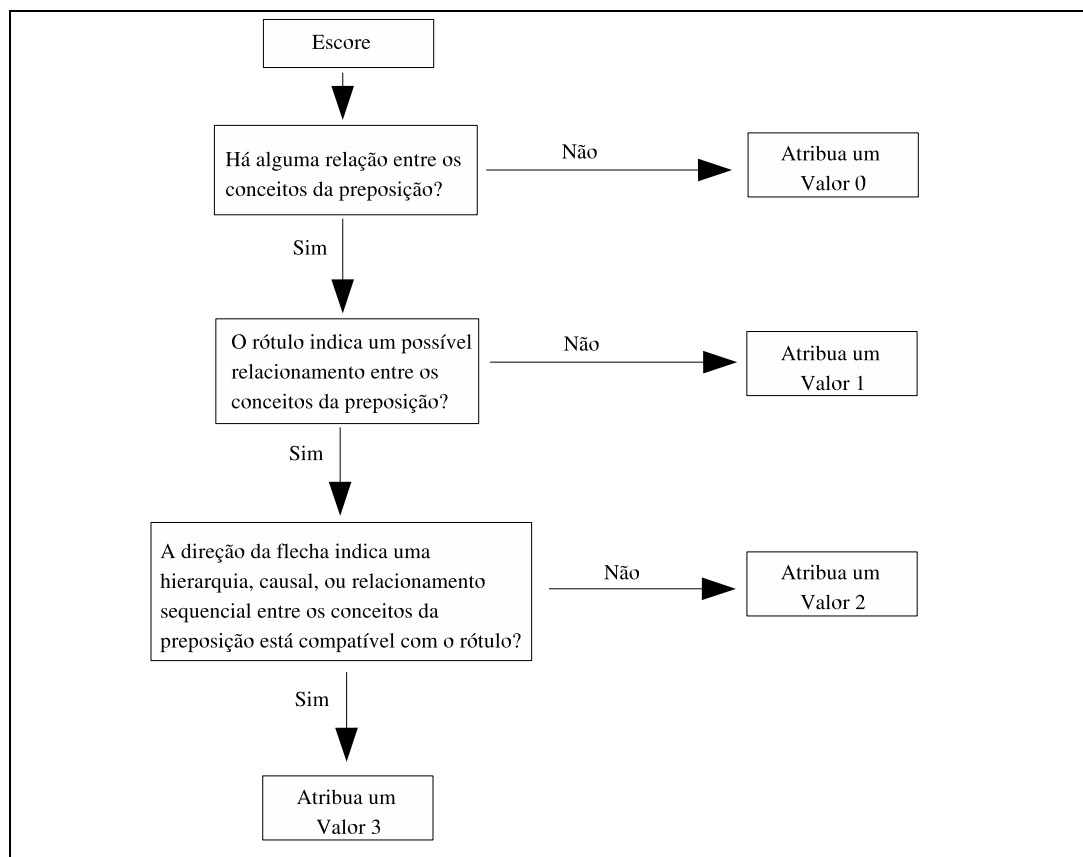 Escore
Há alguma relação entre os
conceitos da preposição?
Não
Atribua um
Valor 0
Sim
O rótulo indica um possível
relacionamento entre os
conceitos da preposição?
Não
Atribua um
Valor 1
Sim
A direção da flecha indica uma
hierarquia, causal, ou relacionamento
sequencial entre os conceitos da
preposição está compatível com o rótulo?
Não
Atribua um
Valor 2
Sim
Atribua um
Valor 3